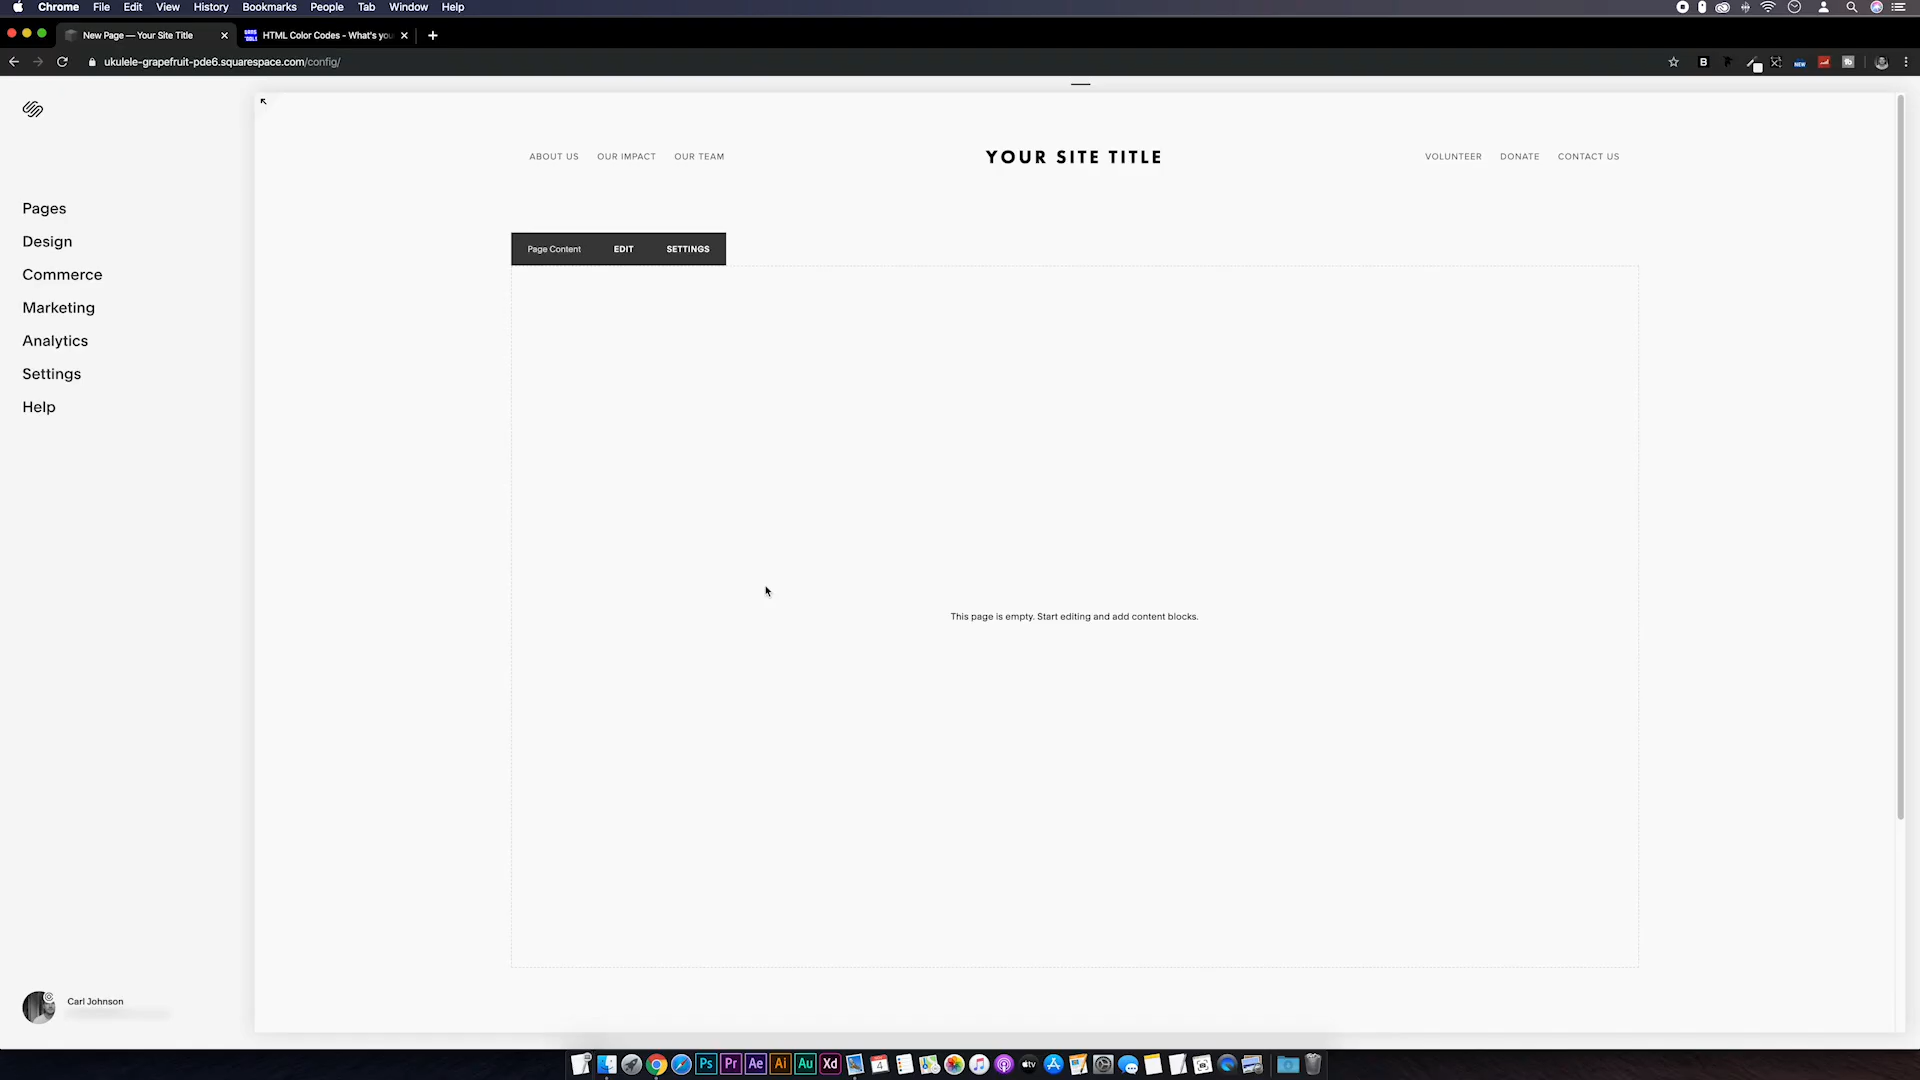 Chrome File Edit View History Bookmarks People Tab Window Help
New Page — Your Site Title
HTML Color Codes - What's you
ukulele-grapefruit-pde6.squarespace.com/config/
B
NEW
ABOUT US OUR IMPACT OUR TEAM
YOUR SITE TITLE
VOLUNTEER DONATE CONTACT US
Pages
Design
Commerce
Marketing
Analytics
Settings
Help
Page Content EDIT SETTINGS
This page is empty. Start editing and add content blocks.
Carl Johnson
Ps Pr Ae Ai Au Xd 4 tv